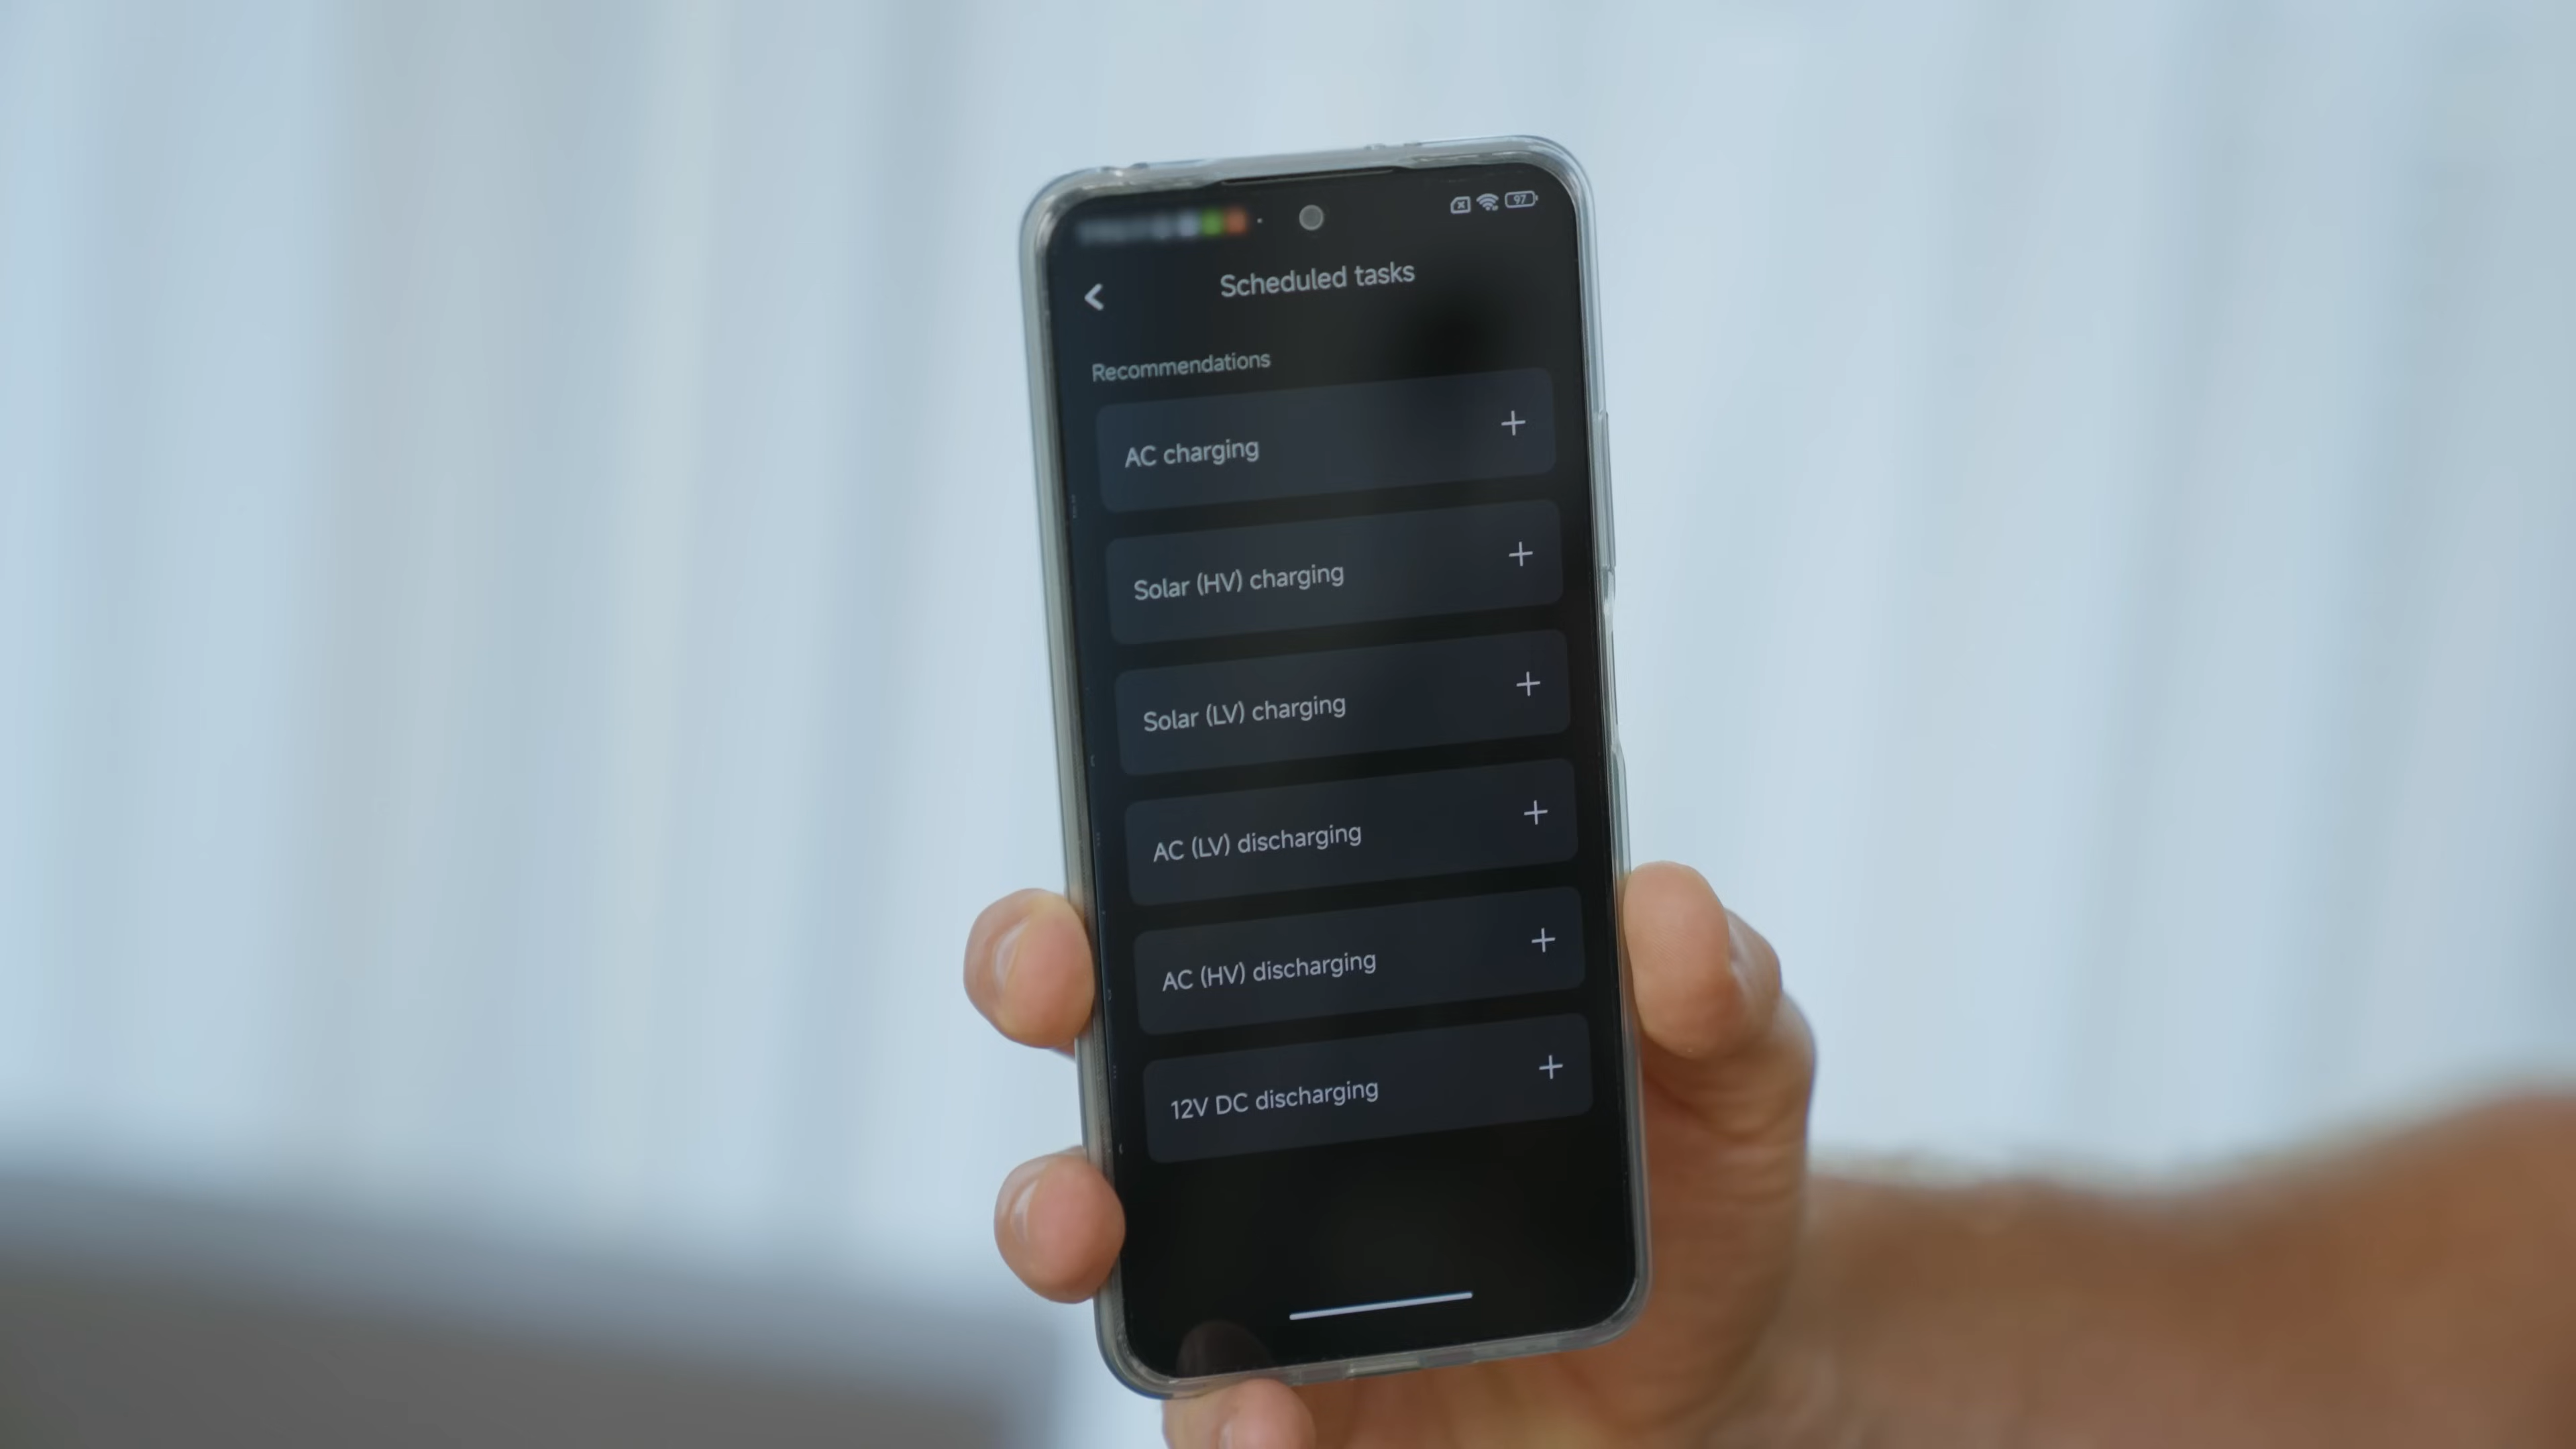 97
Scheduled tasks
Recommendations
AC charging
Solar (HV) charging
Solar (LV) charging
AC (LV) discharging
AC (HV) discharging
12V DC discharging